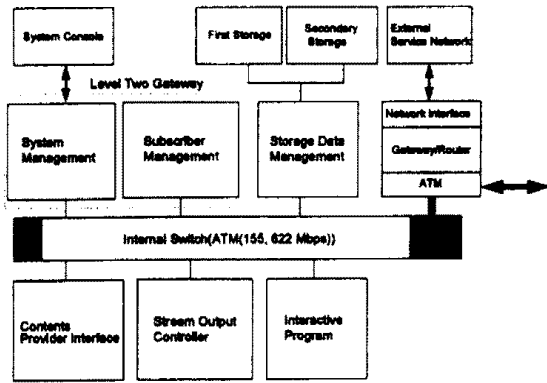 System Console
First Storage
Secondary
Storage
External
Service Network
Level Two Gateway
System
Management
Subscriber
Management
Storage Data
Management
Network Interface
Gateway/Router
ATM
Internal Switch(ATM(155, 622 Mbps))
Contents
Provider Interface
Stream Output
Controller
Interactive
Program